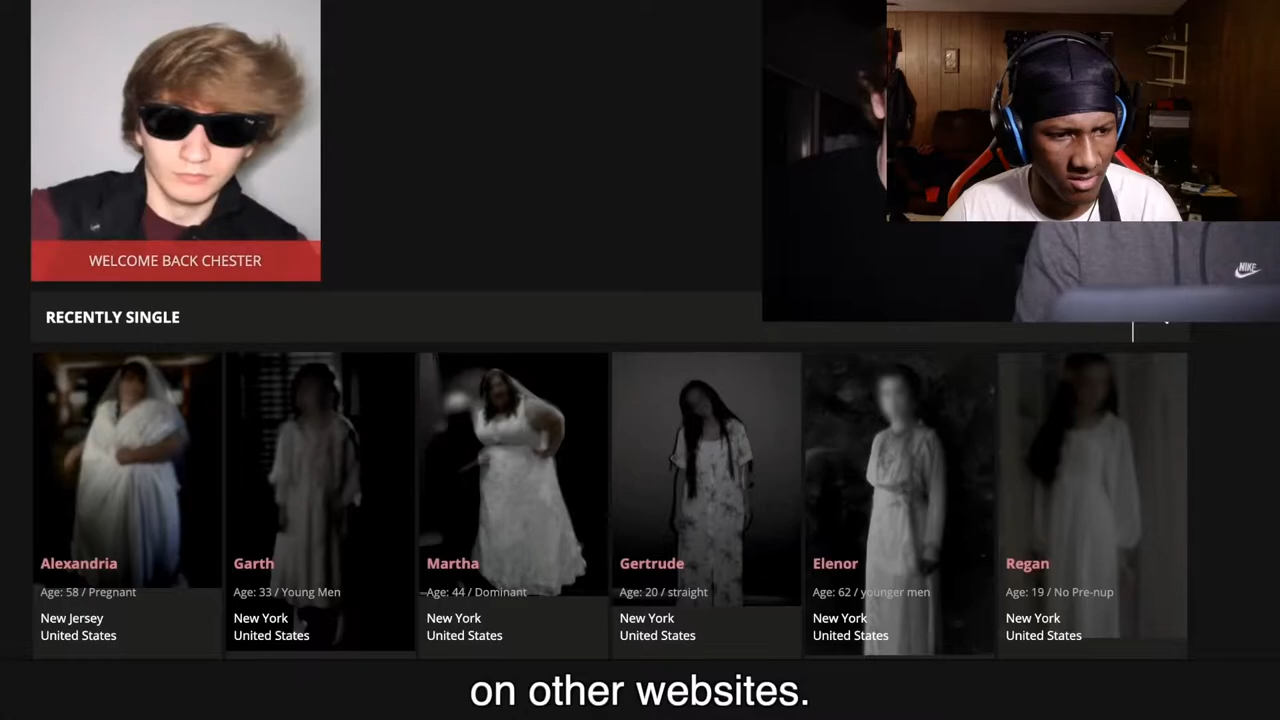 NIKE
WELCOME BACK CHESTER
RECENTLY SINGLE
Alexandria
Age: 58 / Pregnant
New Jersey
United States
Garth
Age: 33 / Young Men
New York
United States
Martha
Age: 44 / Dominant
New York
United States
Gertrude
Age: 20 / straight
New York
United States
Elenor
Age: 62 / younger men
New York
United States
Regan
Age: 19 / No Pre-nup
New York
United States
on other websites.